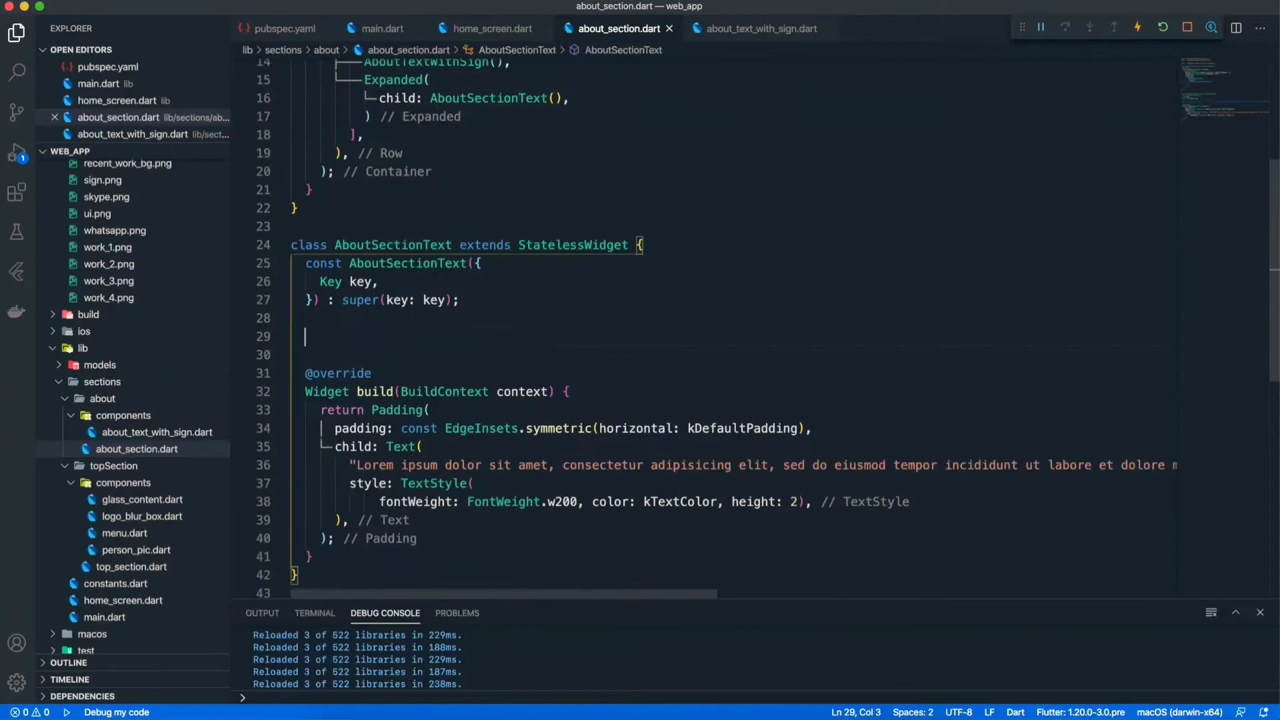 about_section.dart — web_app
EXPLORER
pubspec.yaml
main.dart
home_screen.dart
about_section.dart
about_text_with_sign.dart
lib > sections > about > about_section.dart > AboutSectionText > AboutSectionText
OPEN EDITORS
pubspec.yaml
main.dart lib
home_screen.dart lib
about_section.dart lib/sections/ab...
about_text_with_sign.dart lib/sect...
WEB_APP
recent_work_bg.png
sign.png
skype.png
ui.png
whatsapp.png
work_1.png
work_2.png
work_3.png
work_4.png
build
ios
lib
models
sections
about
components
about_text_with_sign.dart
about_section.dart
topSection
components
glass_content.dart
logo_blur_box.dart
menu.dart
person_pic.dart
top_section.dart
constants.dart
home_screen.dart
main.dart
macos
test
OUTLINE
TIMELINE
DEPENDENCIES
14 AboutTextWithSign(),
15 Expanded(
16 child: AboutSectionText(),
17 ) // Expanded
18 ],
19 ), // Row
20 ); // Container
21 }
22 }
23
24 class AboutSectionText extends StatelessWidget {
25 const AboutSectionText({
26 Key key,
27 }) : super(key: key);
28
29
30
31 @override
32 Widget build(BuildContext context) {
33 return Padding(
34 padding: const EdgeInsets.symmetric(horizontal: kDefaultPadding),
35 child: Text(
36 "Lorem ipsum dolor sit amet, consectetur adipisicing elit, sed do eiusmod tempor incididunt ut labore et dolore m
37 style: TextStyle(
38 fontWeight: FontWeight.w200, color: kTextColor, height: 2), // TextStyle
39 ), // Text
40 ); // Padding
41 }
42 }
43
OUTPUT TERMINAL DEBUG CONSOLE PROBLEMS
Reloaded 3 of 522 libraries in 229ms.
Reloaded 3 of 522 libraries in 188ms.
Reloaded 3 of 522 libraries in 229ms.
Reloaded 3 of 522 libraries in 187ms.
Reloaded 3 of 522 libraries in 238ms.
>
0 0 Debug my code Ln 29, Col 3 Spaces: 2 UTF-8 LF Dart Flutter: 1.20.0-3.0.pre macOS (darwin-x64)